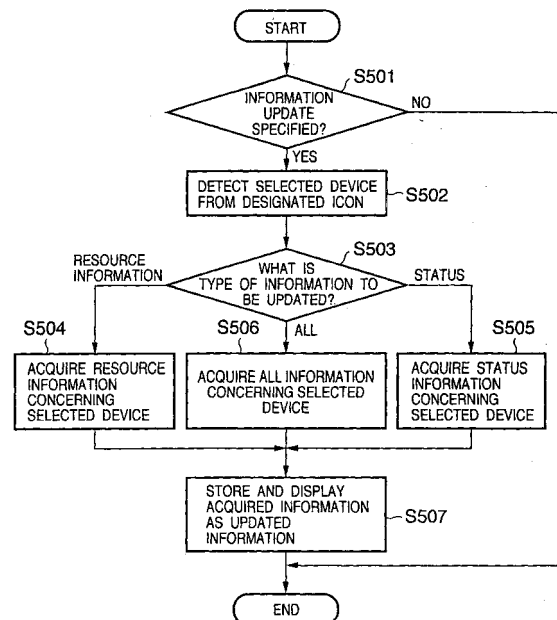 START
S501
INFORMATION
UPDATE
SPECIFIED?
NO
YES
DETECT SELECTED DEVICE
FROM DESIGNATED ICON
S502
S503
RESOURCE
INFORMATION
WHAT IS
TYPE OF INFORMATION TO
BE UPDATED?
STATUS
ALL
S504
ACQUIRE RESOURCE
INFORMATION
CONCERNING
SELECTED DEVICE
S506
ACQUIRE ALL INFORMATION
CONCERNING SELECTED
DEVICE
S505
ACQUIRE STATUS
INFORMATION
CONCERNING
SELECTED DEVICE
STORE AND DISPLAY
ACQUIRED INFORMATION
AS UPDATED
INFORMATION
S507
END